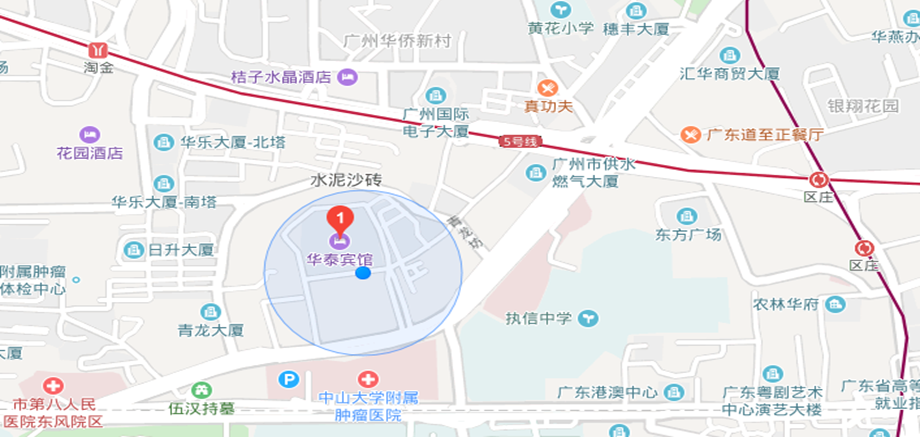 黄花小学
穗丰大厦
华燕办
广州华侨新村
淘金
场
桔子水晶酒店
汇华商贸大厦
真功夫
银翔花园
广州国际
电子大厦
5号线
华乐大厦-北塔
广东道至正餐厅
花园酒店
广州市供水
燃气大厦
水泥沙砖
区庄
华乐大厦-南塔
1
青龙坊
东方广场
日升大厦
华泰宾馆
区庄
附属肿瘤
体检中心
农林华府
青龙大厦
执信中学
大厦
P
市第八人民
医院东风院区
伍汉持墓
中山大学附属
肿瘤医院
广东港澳中心
广东粤剧艺术
中心演艺大楼
广东省高等
就业指